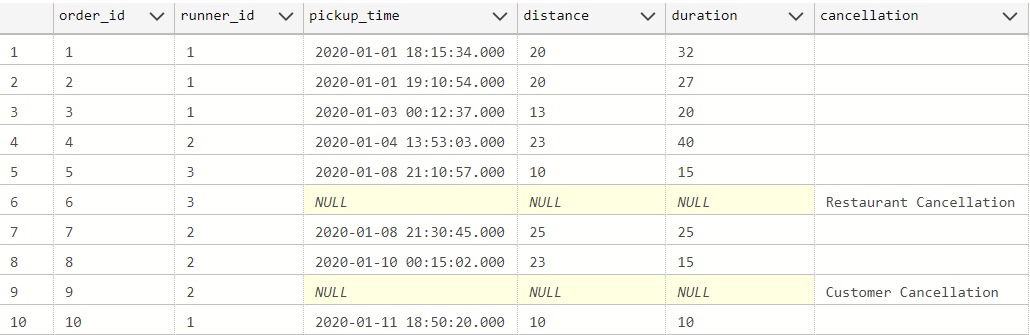 order_id runner_id pickup_time distance duration cancellation
1 1 1 2020-01-01 18:15:34.000 20 32
2 2 1 2020-01-01 19:10:54.000 20 27
3 3 1 2020-01-03 00:12:37.000 13 20
4 4 2 2020-01-04 13:53:03.000 23 40
5 5 3 2020-01-08 21:10:57.000 10 15
6 6 3 NULL NULL NULL Restaurant Cancellation
7 7 2 2020-01-08 21:30:45.000 25 25
8 8 2 2020-01-10 00:15:02.000 23 15
9 9 2 NULL NULL NULL Customer Cancellation
10 10 1 2020-01-11 18:50:20.000 10 10